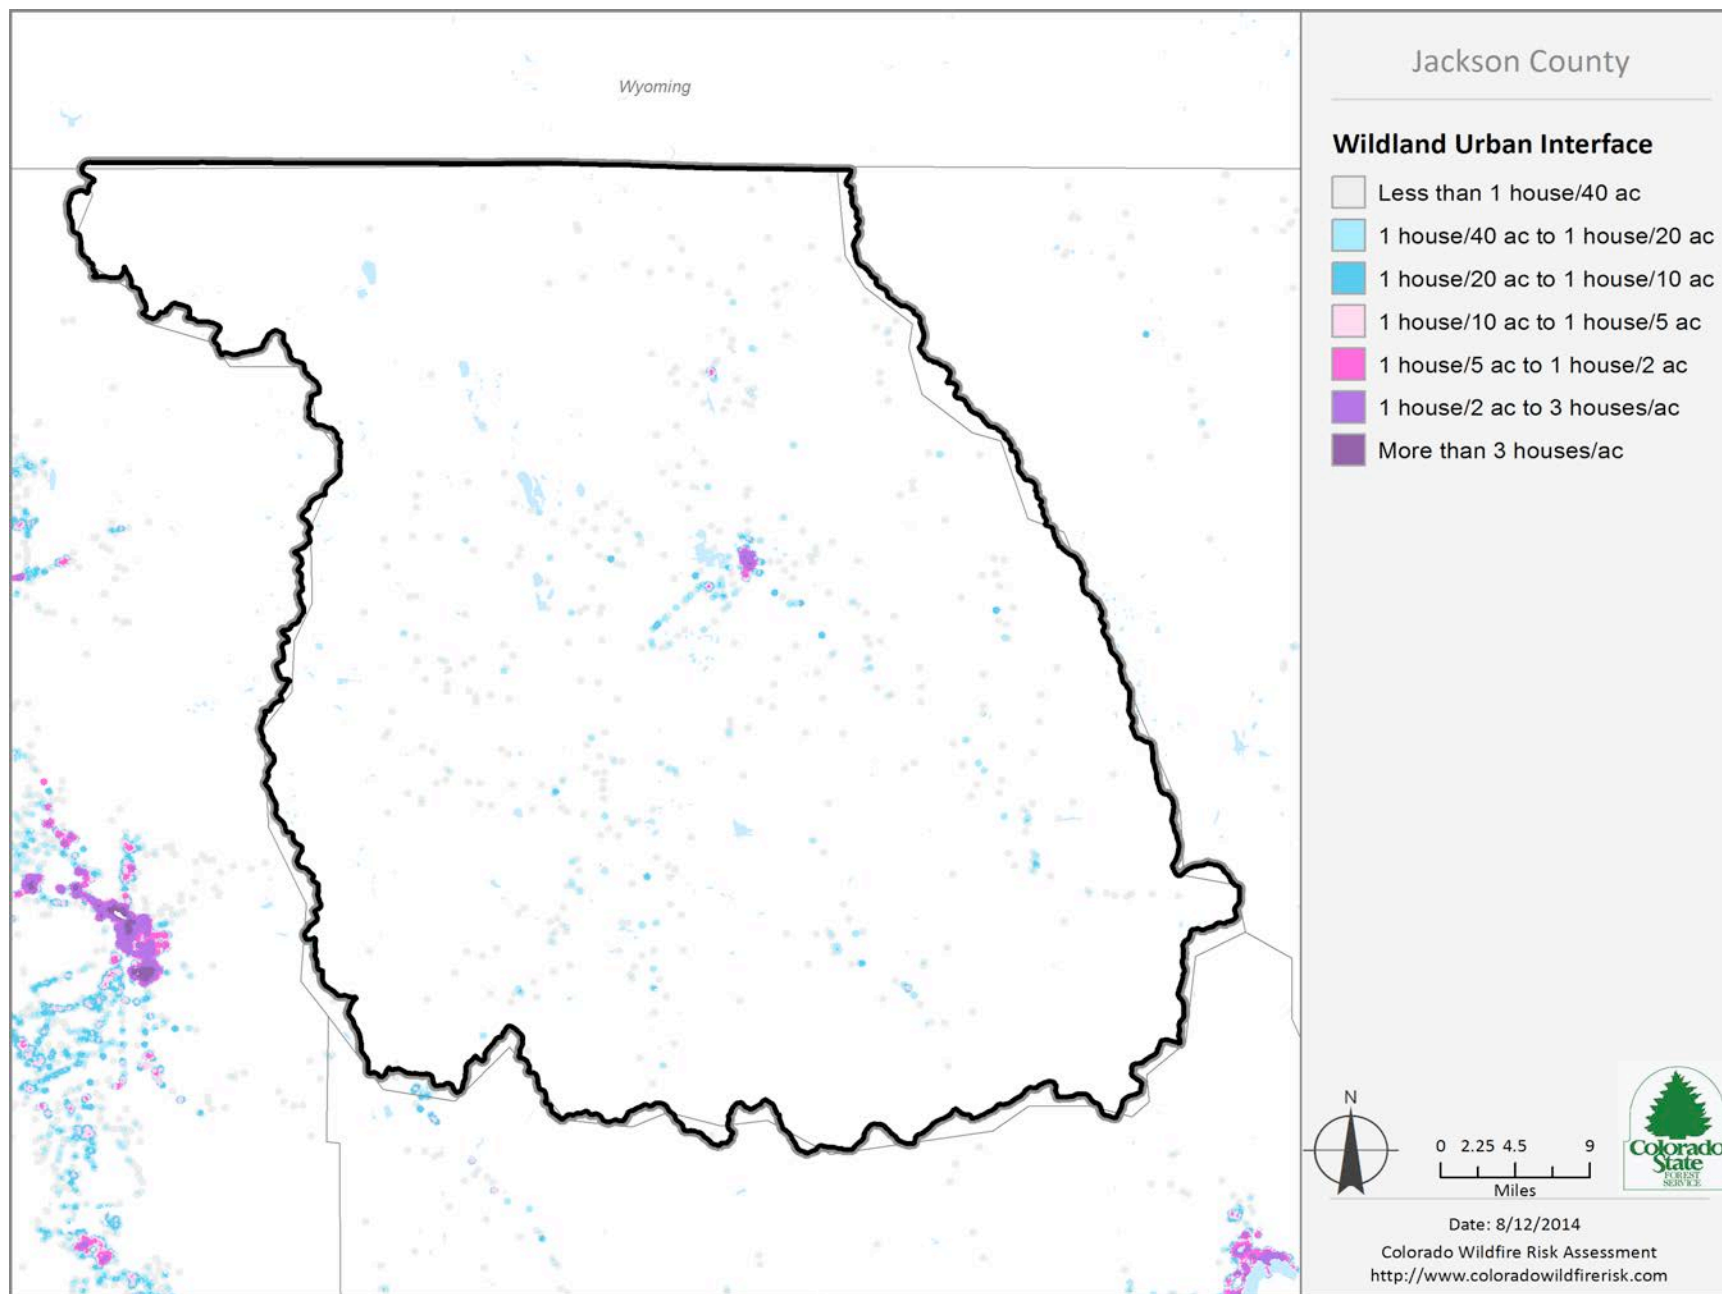 Wyoming
Jackson County
Wildland Urban Interface
Less than 1 house/40 ac
1 house/40 ac to 1 house/20 ac
1 house/20 ac to 1 house/10 ac
1 house/10 ac to 1 house/5 ac
1 house/5 ac to 1 house/2 ac
1 house/2 ac to 3 houses/ac
More than 3 houses/ac
N
0 2.25 4.5 9
Miles
Colorado
State
FOREST
SERVICE
Date: 8/12/2014
Colorado Wildfire Risk Assessment
http://www.coloradowildfirerisk.com